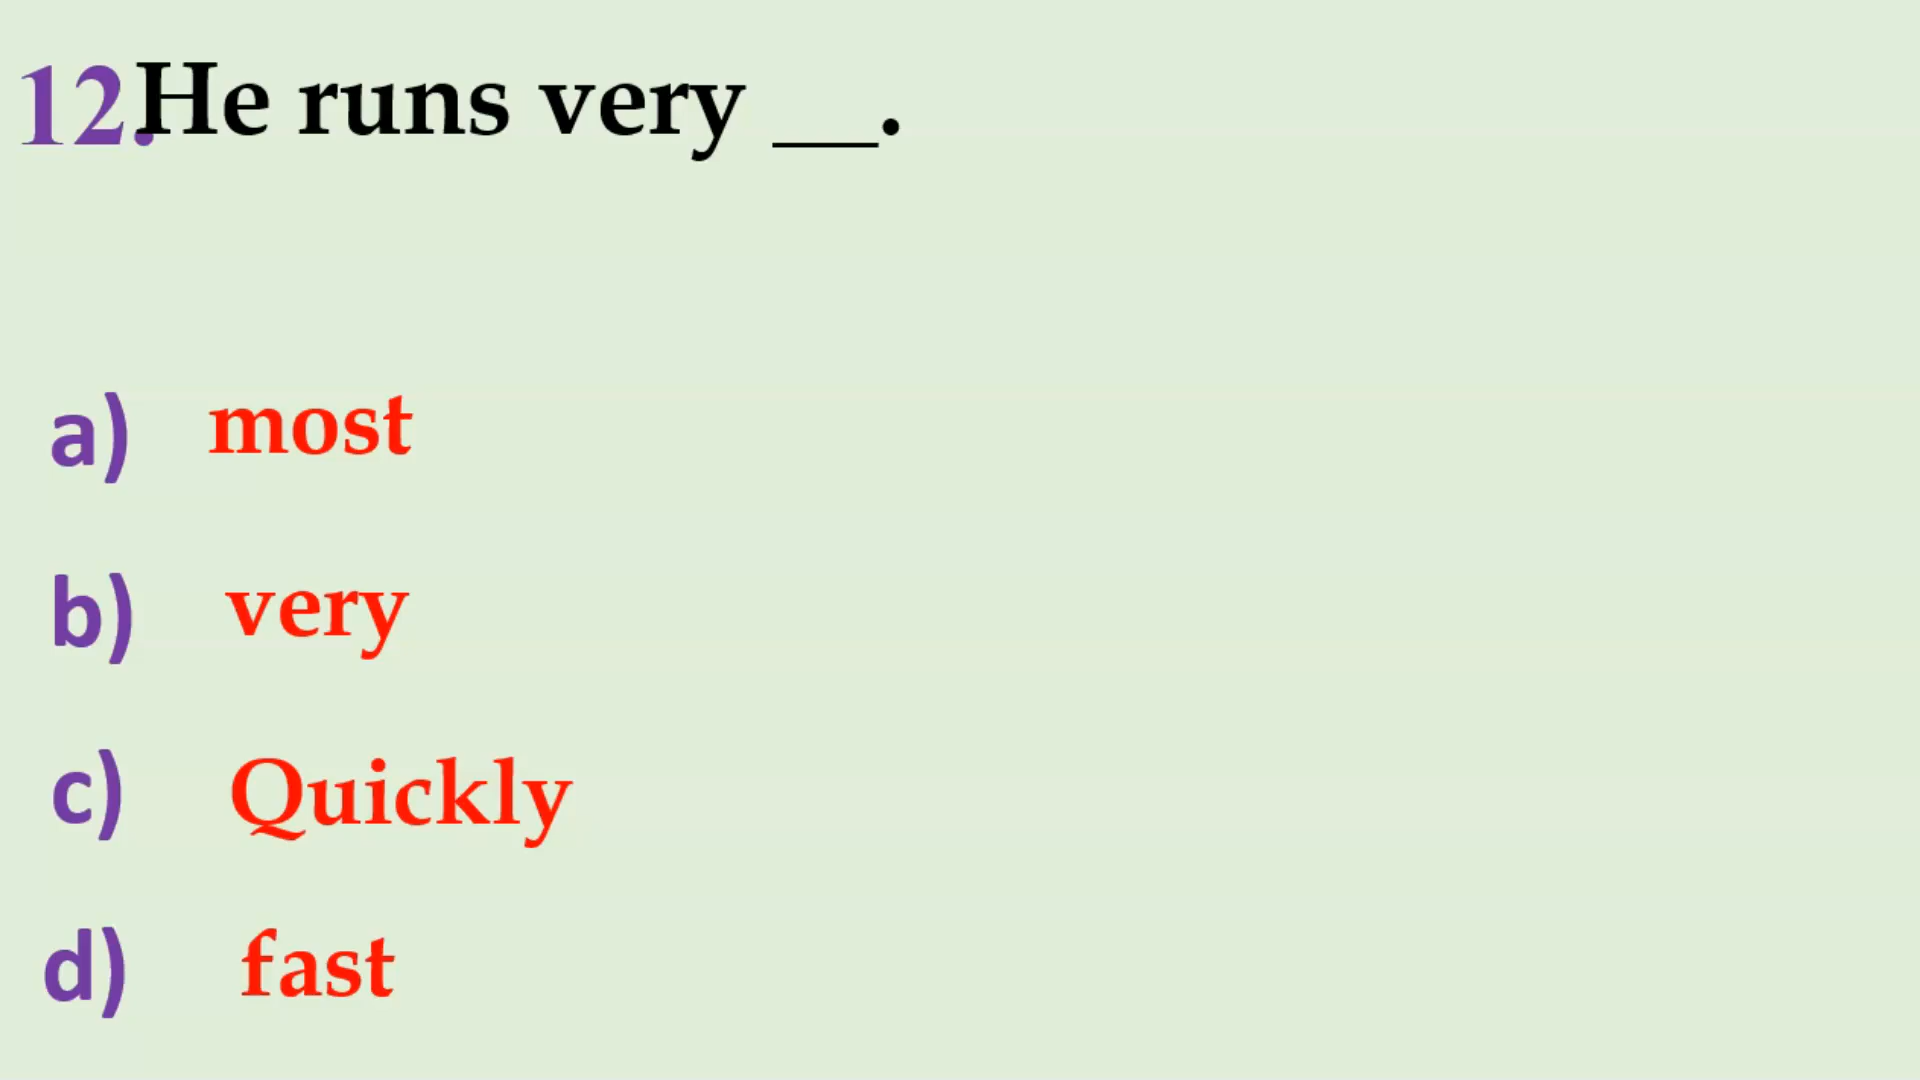 12.He runs very __.
a) most
b) very
c) Quickly
d) fast